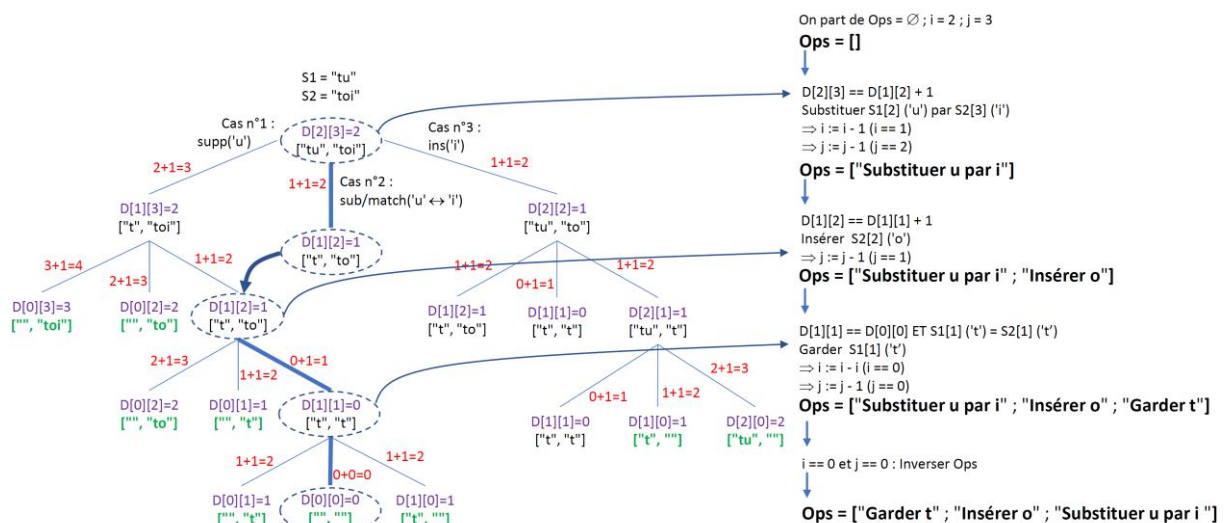 S1 = "tu"
S2 = "toi"
Cas n°1 :
supp('u')
D[2][3]=2
["tu", "toi"]
Cas n°3 :
ins('i')
2+1=3
1+1=2
Cas n°2 :
sub/match('u' ↔ 'i')
1+1=2
D[1][3]=2
["t", "toi"]
D[1][2]=1
["t", "to"]
D[2][2]=1
["tu", "to"]
3+1=4
2+1=3
1+1=2
1+1=2
0+1=1
1+1=2
D[0][3]=3
["", "toi"]
D[0][2]=2
["", "to"]
D[1][2]=1
["t", "to"]
D[1][2]=1
["t", "to"]
D[1][1]=0
["t", "t"]
D[2][1]=1
["tu", "t"]
2+1=3
1+1=2
0+1=1
0+1=1
1+1=2
2+1=3
D[0][2]=2
["", "to"]
D[0][1]=1
["", "t"]
D[1][1]=0
["t", "t"]
D[1][1]=0
["t", "t"]
D[1][0]=1
["t", ""]
D[2][0]=2
["tu", ""]
1+1=2
0+0=0
1+1=2
D[0][1]=1
["", "t"]
D[0][0]=0
["", ""]
D[1][0]=1
["t", ""]
On part de Ops = ∅ ; i = 2 ; j = 3
Ops = []
D[2][3] == D[1][2] + 1
Substituer S1[2] ('u') par S2[3] ('i')
⇒ i := i - 1 (i == 1)
⇒ j := j - 1 (j == 2)
Ops = ["Substituer u par i"]
D[1][2] == D[1][1] + 1
Insérer S2[2] ('o')
⇒ j := j - 1 (j == 1)
Ops = ["Substituer u par i" ; "Insérer o"]
D[1][1] == D[0][0] ET S1[1] ('t') = S2[1] ('t')
Garder S1[1] ('t')
⇒ i := i - i (i == 0)
⇒ j := j - 1 (j == 0)
Ops = ["Substituer u par i" ; "Insérer o" ; "Garder t"]
i == 0 et j == 0 : Inverser Ops
Ops = ["Garder t" ; "Insérer o" ; "Substituer u par i "]